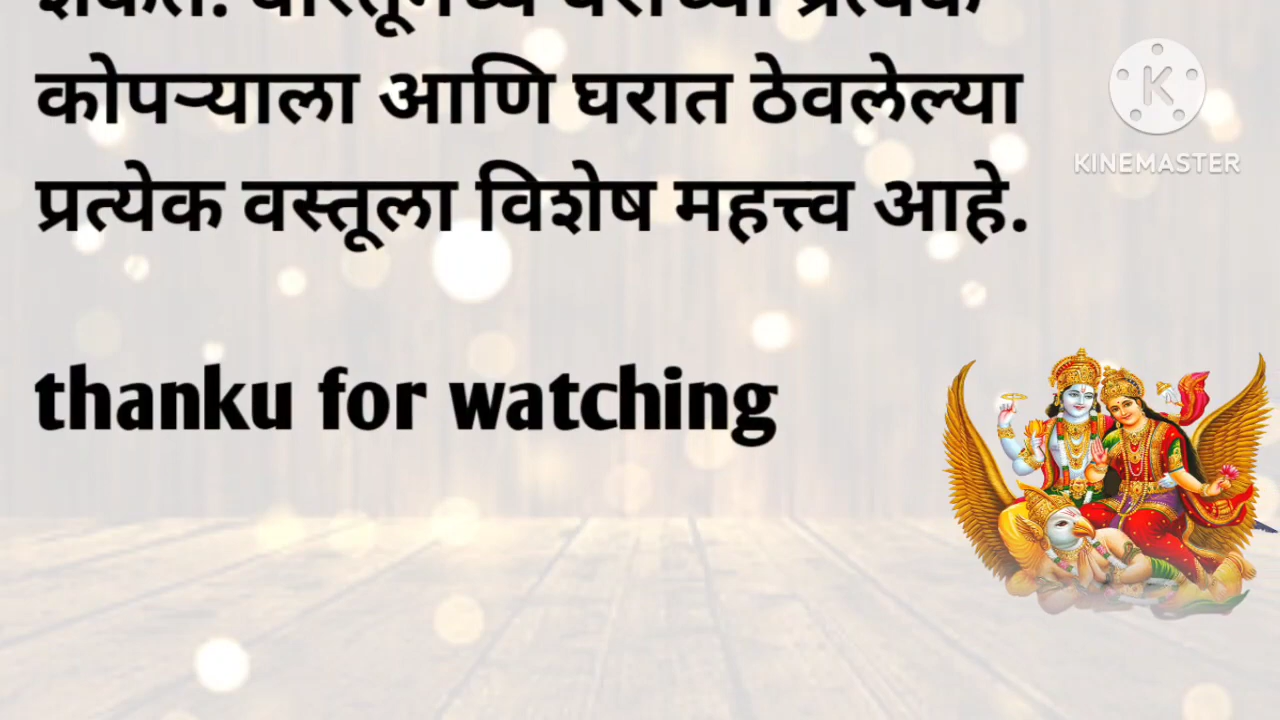 कोपऱ्याला आणि घरात ठेवलेल्या
प्रत्येक वस्तूला विशेष महत्त्व आहे.
thanku for watching
K
KINEMASTER